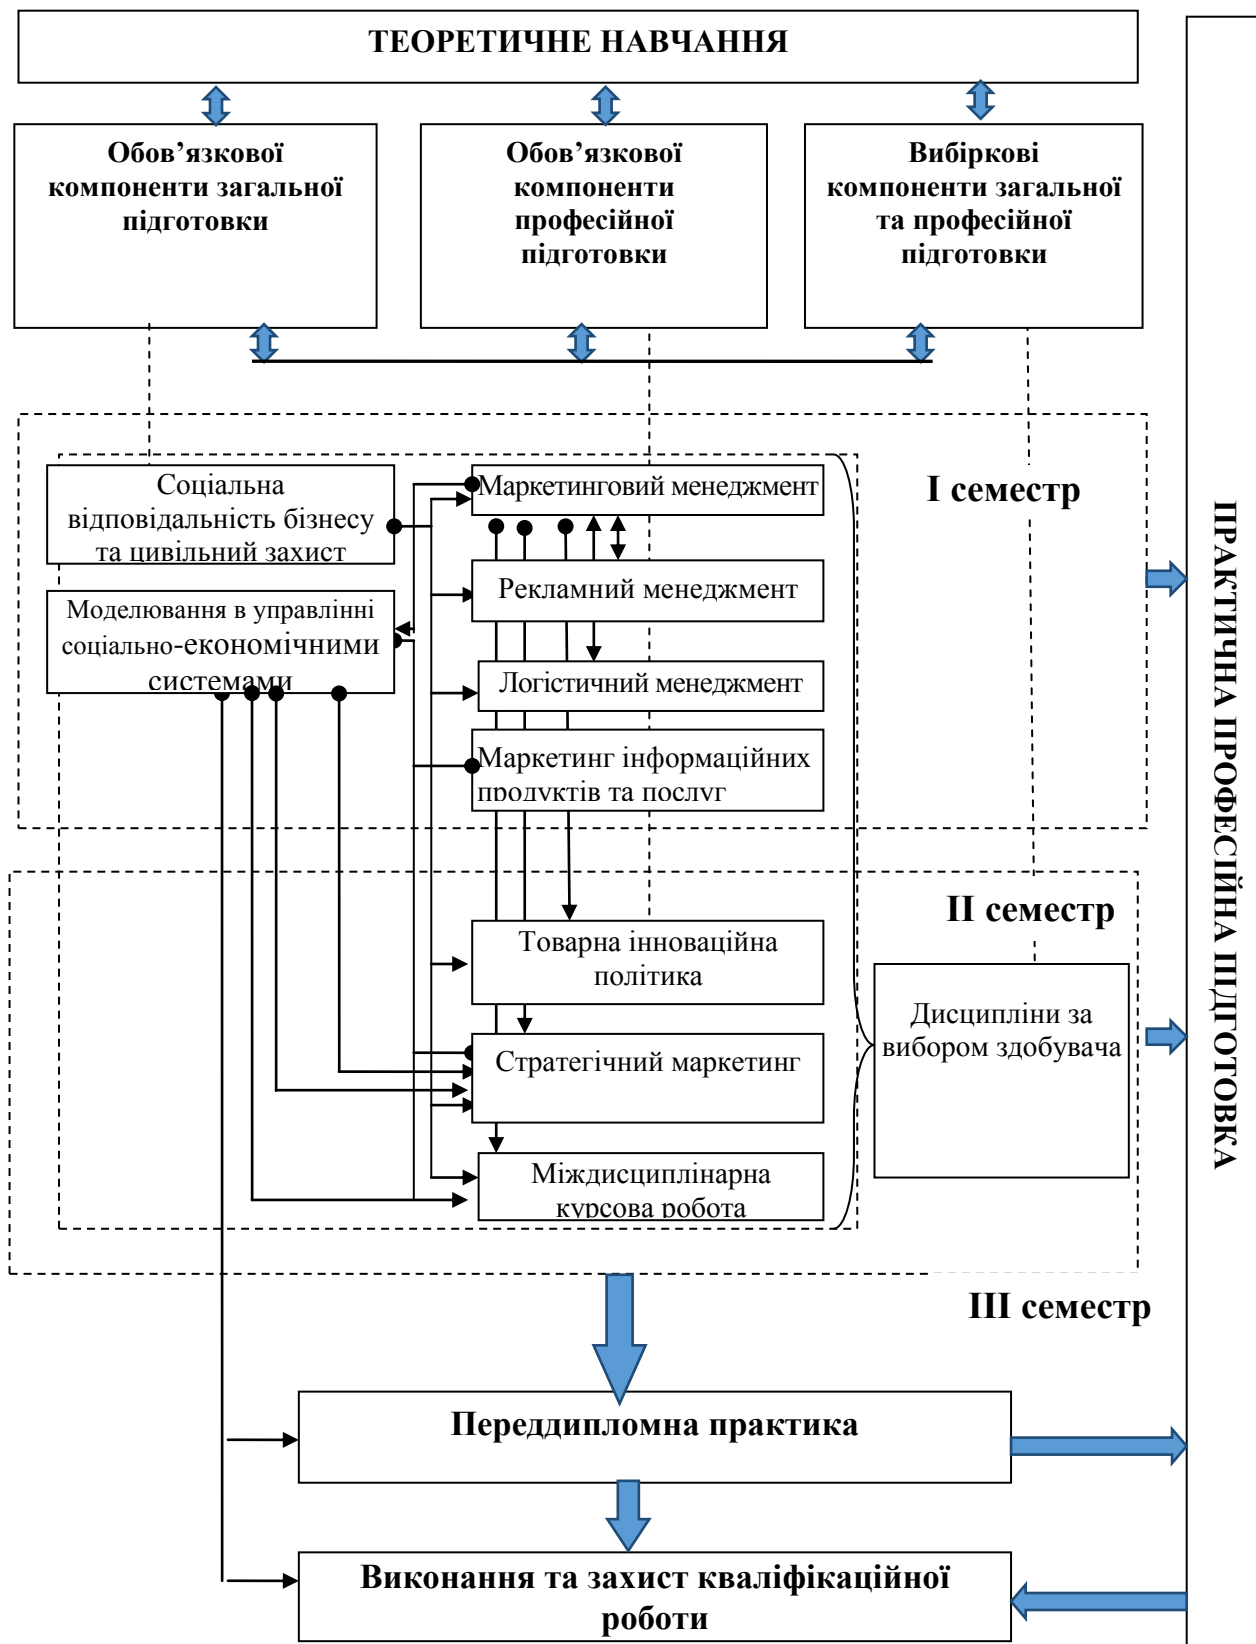 ТЕОРЕТИЧНЕ НАВЧАННЯ
Обов’язкової
компоненти загальної
підготовки
Обов’язкової
компоненти
професійної
підготовки
Вибіркові
компоненти загальної
та професійної
підготовки
І семестр
Соціальна
відповідальність бізнесу
та цивільний захист
Моделювання в управлінні
соціально-економічними
системами
Маркетинговий менеджмент
Рекламний менеджмент
Логістичний менеджмент
Маркетинг інформаційних
продуктів та послуг
ІІ семестр
Товарна інноваційна
політика
Стратегічний маркетинг
Міждисциплінарна
курсова робота
Дисципліни за
вибором здобувача
ІІІ семестр
Переддипломна практика
Виконання та захист кваліфікаційної
роботи
ПРАКТИЧНА ПРОФЕСІЙНА ПІДГОТОВКА